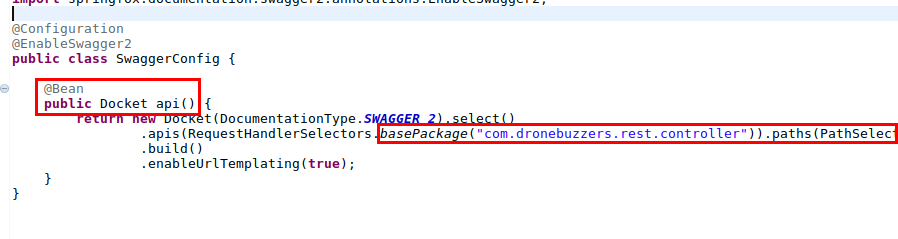 import springfox.documentation.swagger2.annotations.EnableSwagger2;
@Configuration
@EnableSwagger2
public class SwaggerConfig {
@Bean
public Docket api() {
return new Docket(DocumentationType.SWAGGER_2).select()
.apis(RequestHandlerSelectors.basePackage("com.dronebuzzers.rest.controller")).paths(PathSelect
.build()
.enableUrlTemplating(true);
}
}